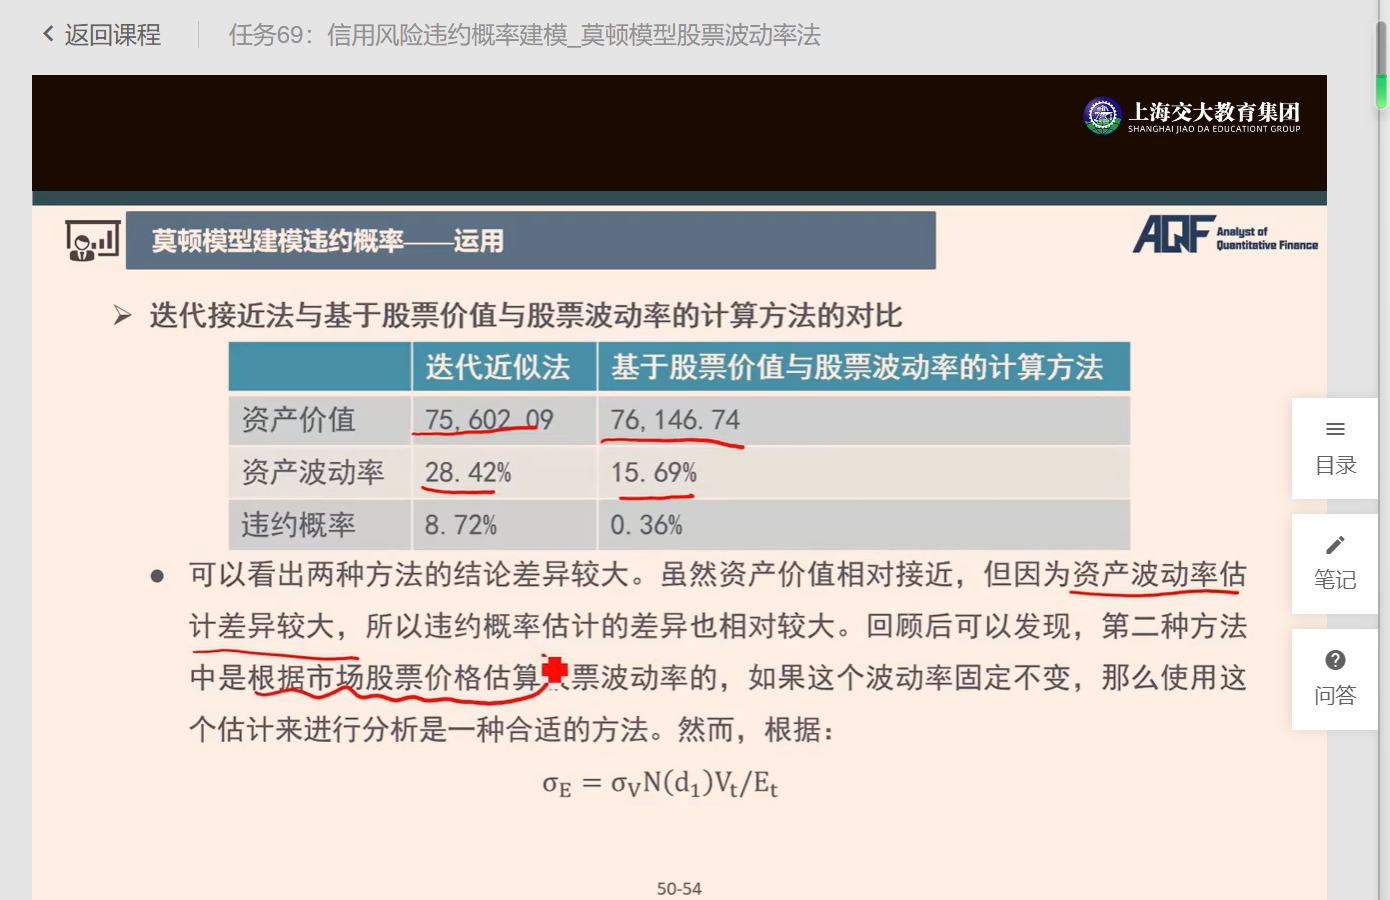 返回课程
任务69：信用风险违约概率建模_莫顿模型股票波动率法
上海交大教育集团
SHANGHAI JIAO DA EDUCATIONT GROUP
莫顿模型建模违约概率——运用
AQF Analyst of
Quantitative Finance
迭代接近法与基于股票价值与股票波动率的计算方法的对比
迭代近似法 基于股票价值与股票波动率的计算方法
资产价值 75,602.09 76,146.74
资产波动率 28.42% 15.69%
违约概率 8.72% 0.36%
可以看出两种方法的结论差异较大。虽然资产价值相对接近，但因为资产波动率估
计差异较大，所以违约概率估计的差异也相对较大。回顾后可以发现，第二种方法
中是根据市场股票价格估算票波动率的，如果这个波动率固定不变，那么使用这
个估计来进行分析是一种合适的方法。然而，根据：
σE = σVN(d1)Vt/Et
50-54
目录
笔记
问答